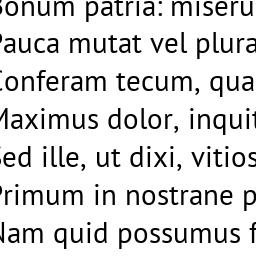 Bonum patria: miseru
Pauca mutat vel plura
Conferam tecum, qua
Maximus dolor, inquit
Sed ille, ut dixi, vitios
Primum in nostrane p
Nam quid possumus f